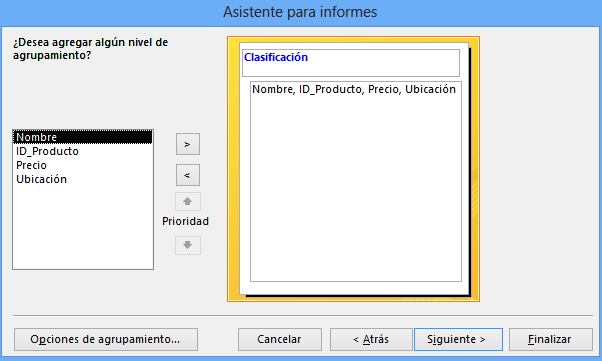 Asistente para informes
¿Desea agregar algún nivel de
agrupamiento?
Nombre
ID_Producto
Precio
Ubicación
>
<
Prioridad
Clasificación
Nombre, ID_Producto, Precio, Ubicación
Opciones de agrupamiento...
Cancelar
< Atrás
Siguiente >
Finalizar